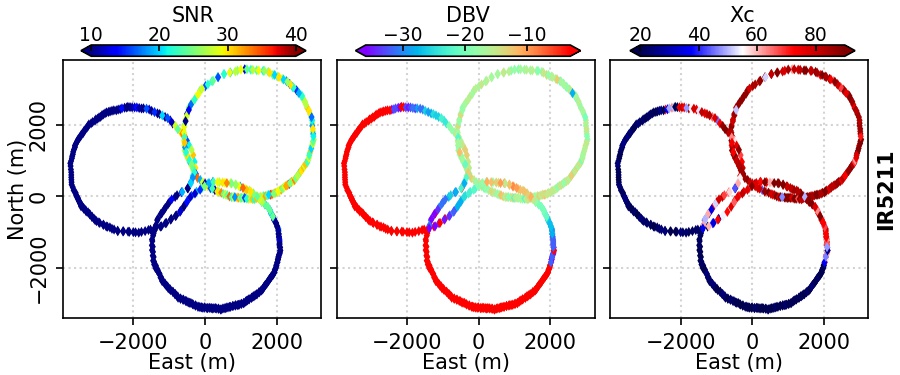 SNR DBV Xc
10 20 30 40 −30 −20 −10 20 40 60 80
North (m)
2000
0
−2000
IR5211
−2000 0 2000 −2000 0 2000 −2000 0 2000
East (m) East (m) East (m)